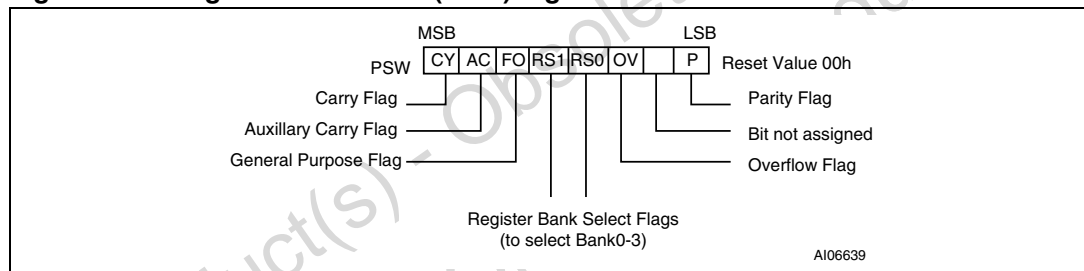 MSB LSB
PSW CY AC FO RS1 RS0 OV P Reset Value 00h
Carry Flag Parity Flag
Auxillary Carry Flag Bit not assigned
General Purpose Flag Overflow Flag
Register Bank Select Flags
(to select Bank0-3)
AI06639